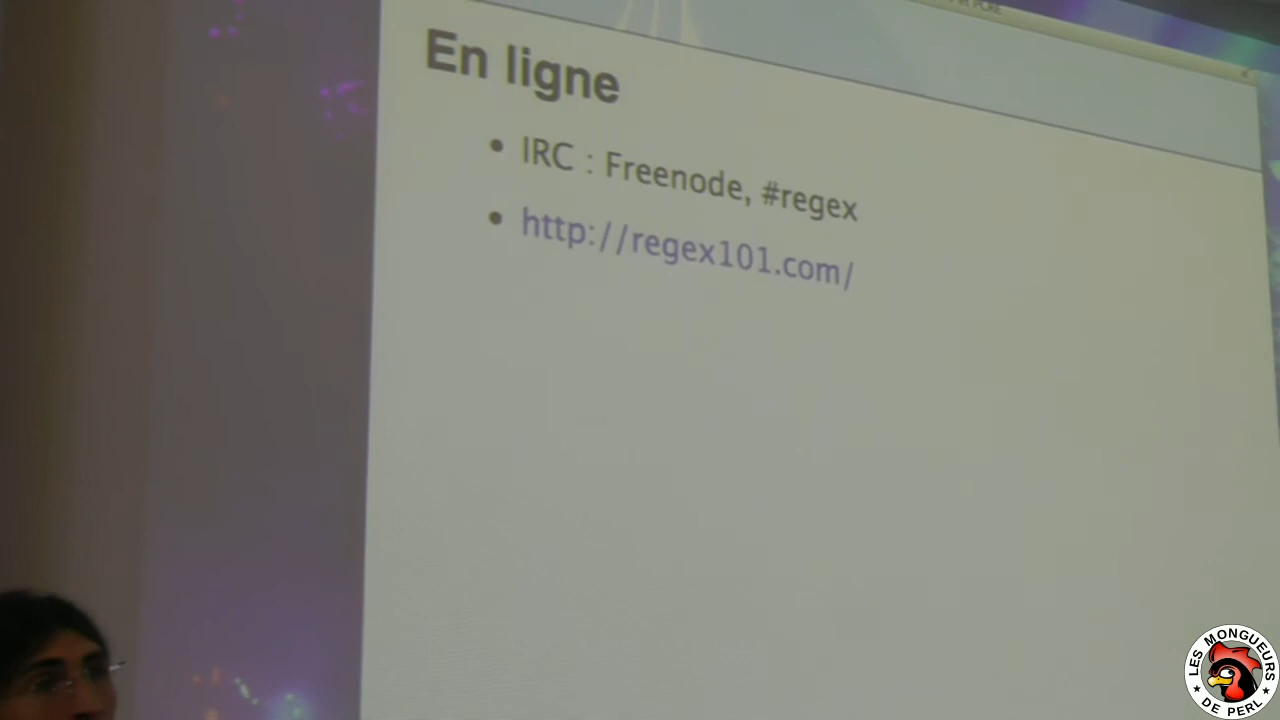 En ligne
IRC : Freenode, #regex
http://regex101.com/
LES MONGUEURS
DE PERL